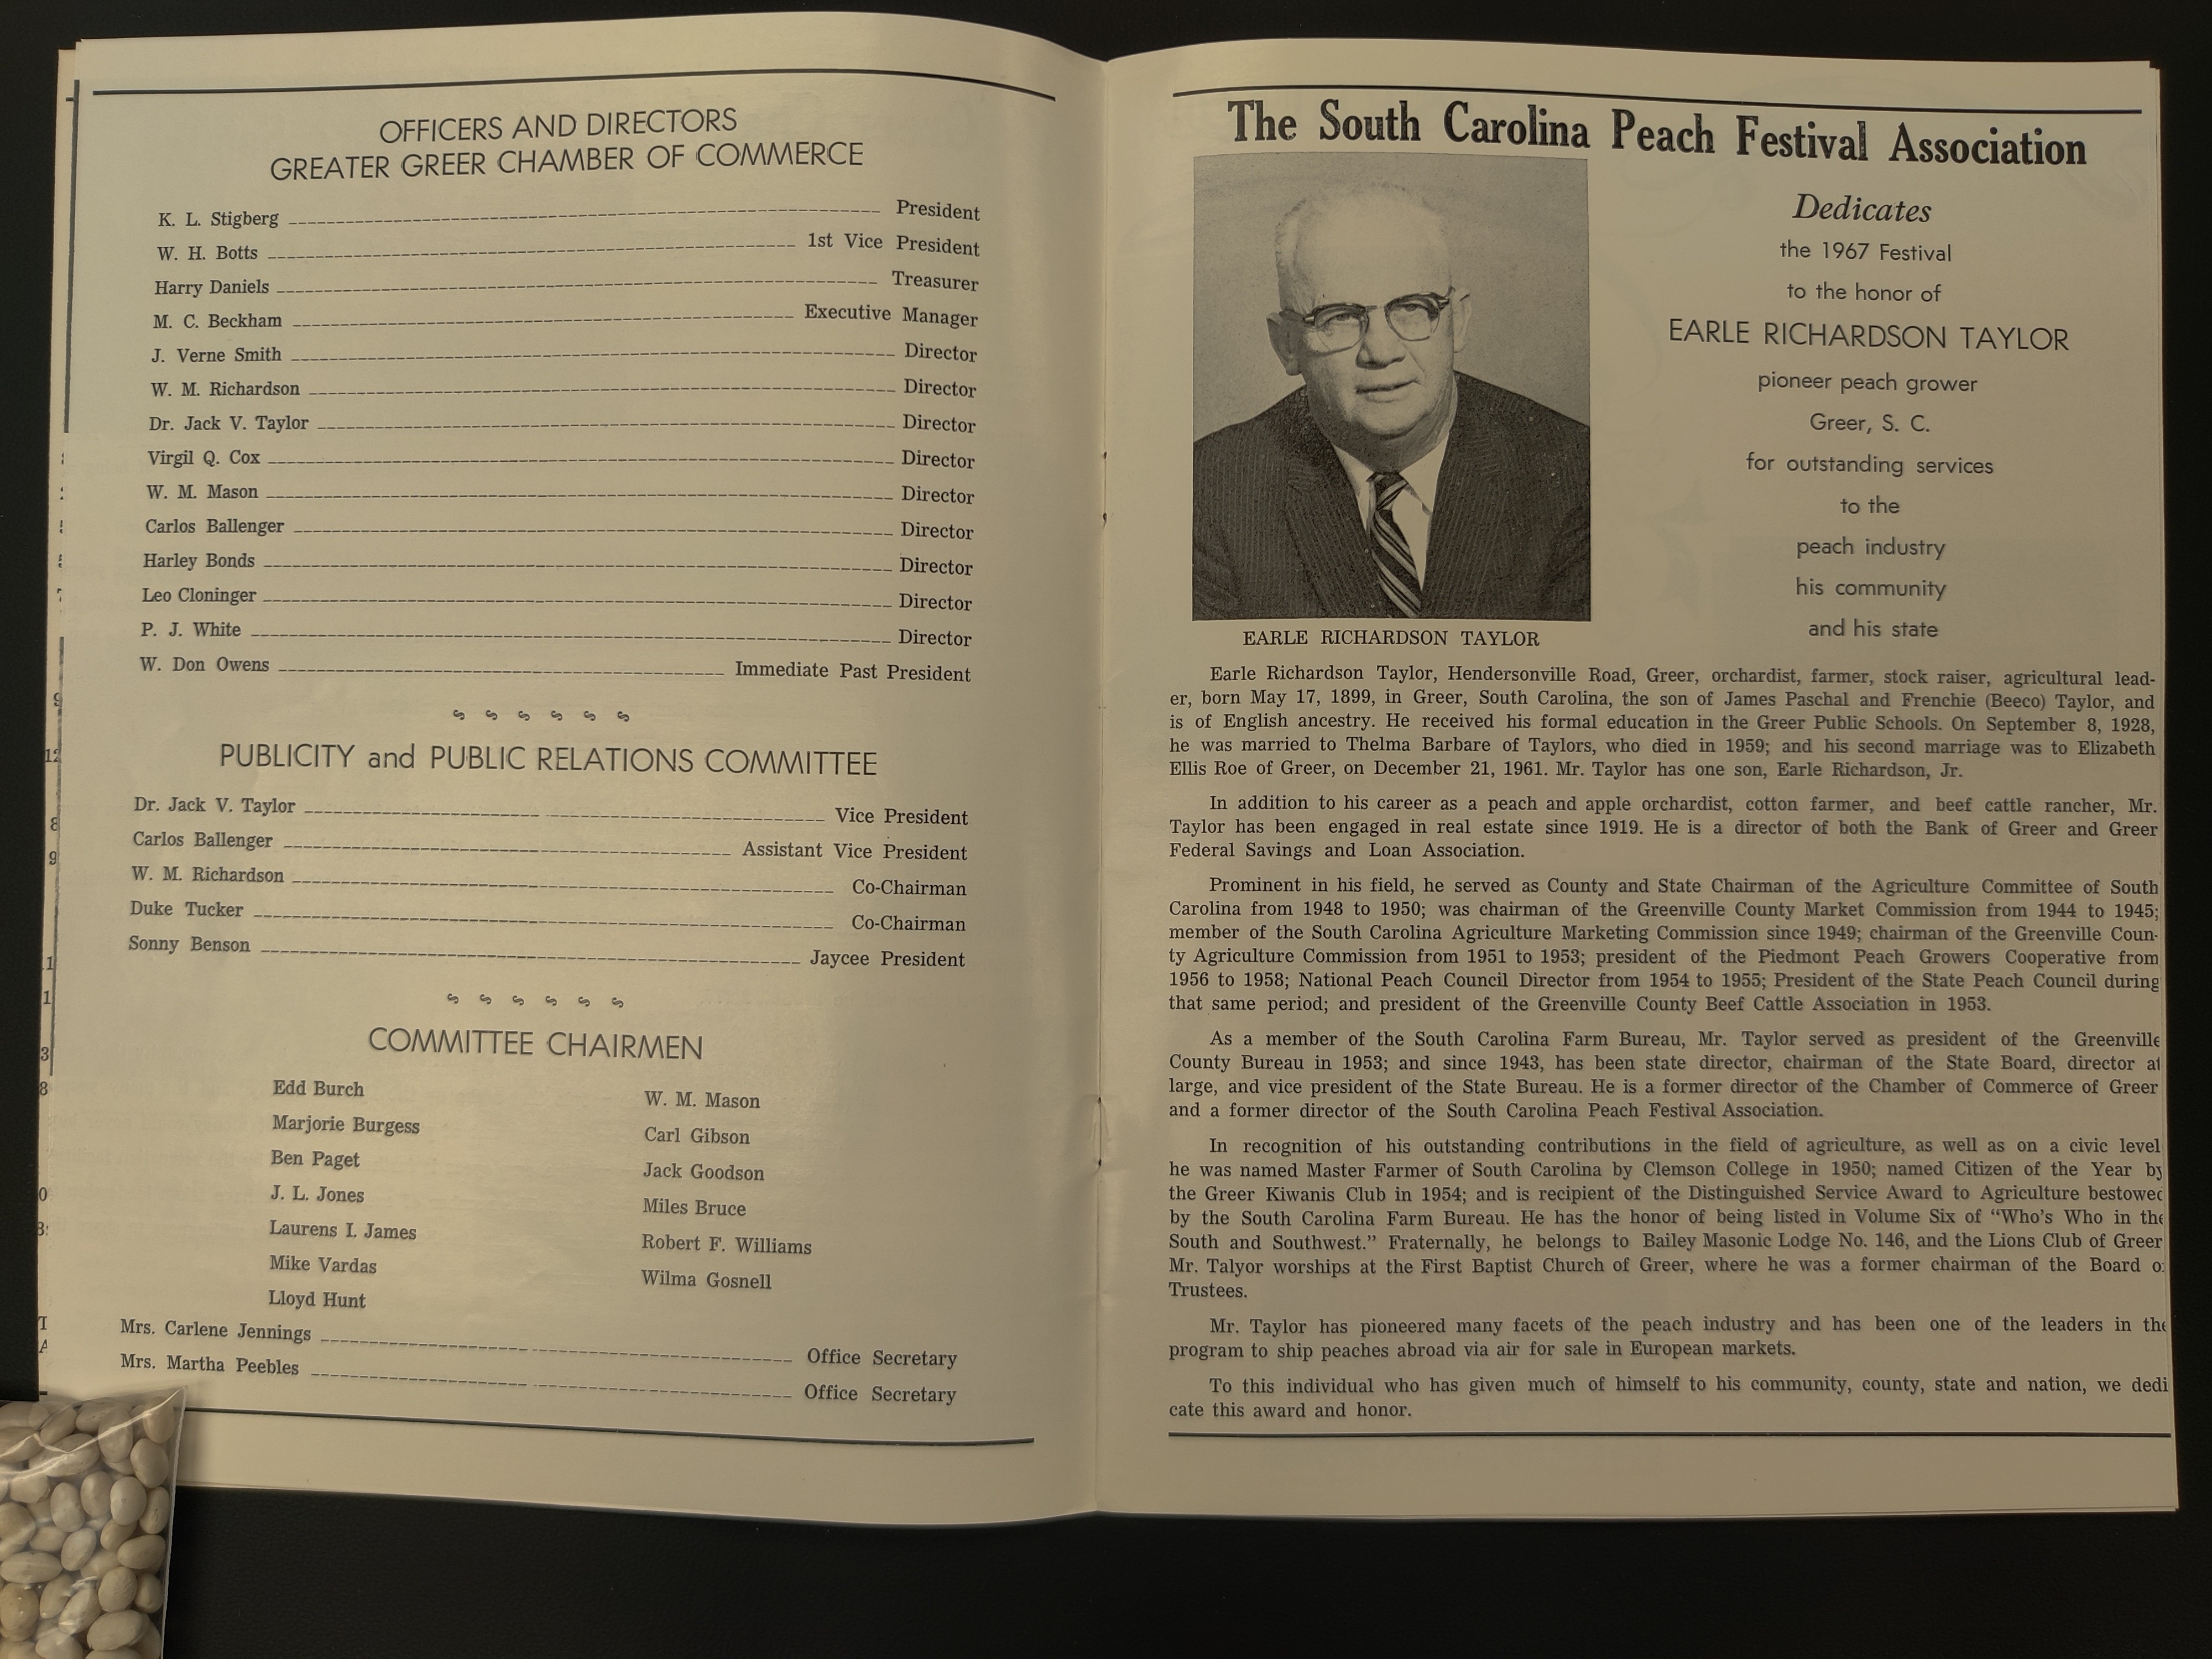 OFFICERS AND DIRECTORS
GREATER GREER CHAMBER OF COMMERCE
K. L. Stigberg President
W. H. Botts 1st Vice President
Harry Daniels Treasurer
M. C. Beckham Executive Manager
J. Verne Smith Director
W. M. Richardson Director
Dr. Jack V. Taylor Director
Virgil Q. Cox Director
W. M. Mason Director
Carlos Ballenger Director
Harley Bonds Director
Leo Cloninger Director
P. J. White Director
W. Don Owens Immediate Past President
PUBLICITY and PUBLIC RELATIONS COMMITTEE
Dr. Jack V. Taylor Vice President
Carlos Ballenger Assistant Vice President
W. M. Richardson Co-Chairman
Duke Tucker Co-Chairman
Sonny Benson Jaycee President
COMMITTEE CHAIRMEN
Edd Burch
Marjorie Burgess
Ben Paget
J. L. Jones
Laurens I. James
Mike Vardas
Lloyd Hunt
W. M. Mason
Carl Gibson
Jack Goodson
Miles Bruce
Robert F. Williams
Wilma Gosnell
Mrs. Carlene Jennings Office Secretary
Mrs. Martha Peebles Office Secretary
The South Carolina Peach Festival Association
Dedicates
the 1967 Festival
to the honor of
EARLE RICHARDSON TAYLOR
pioneer peach grower
Greer, S. C.
for outstanding services
to the
peach industry
his community
and his state
EARLE RICHARDSON TAYLOR
Earle Richardson Taylor, Hendersonville Road, Greer, orchardist, farmer, stock raiser, agricultural lead-
er, born May 17, 1899, in Greer, South Carolina, the son of James Paschal and Frenchie (Beeco) Taylor, and
is of English ancestry. He received his formal education in the Greer Public Schools. On September 8, 1928,
he was married to Thelma Barbare of Taylors, who died in 1959; and his second marriage was to Elizabeth
Ellis Roe of Greer, on December 21, 1961. Mr. Taylor has one son, Earle Richardson, Jr.
In addition to his career as a peach and apple orchardist, cotton farmer, and beef cattle rancher, Mr.
Taylor has been engaged in real estate since 1919. He is a director of both the Bank of Greer and Greer
Federal Savings and Loan Association.
Prominent in his field, he served as County and State Chairman of the Agriculture Committee of South
Carolina from 1948 to 1950; was chairman of the Greenville County Market Commission from 1944 to 1945;
member of the South Carolina Agriculture Marketing Commission since 1949; chairman of the Greenville Coun-
ty Agriculture Commission from 1951 to 1953; president of the Piedmont Peach Growers Cooperative from
1956 to 1958; National Peach Council Director from 1954 to 1955; President of the State Peach Council during
that same period; and president of the Greenville County Beef Cattle Association in 1953.
As a member of the South Carolina Farm Bureau, Mr. Taylor served as president of the Greenville
County Bureau in 1953; and since 1943, has been state director, chairman of the State Board, director at
large, and vice president of the State Bureau. He is a former director of the Chamber of Commerce of Greer
and a former director of the South Carolina Peach Festival Association.
In recognition of his outstanding contributions in the field of agriculture, as well as on a civic level
he was named Master Farmer of South Carolina by Clemson College in 1950; named Citizen of the Year by
the Greer Kiwanis Club in 1954; and is recipient of the Distinguished Service Award to Agriculture bestowed
by the South Carolina Farm Bureau. He has the honor of being listed in Volume Six of “Who’s Who in the
South and Southwest.” Fraternally, he belongs to Bailey Masonic Lodge No. 146, and the Lions Club of Greer
Mr. Talyor worships at the First Baptist Church of Greer, where he was a former chairman of the Board of
Trustees.
Mr. Taylor has pioneered many facets of the peach industry and has been one of the leaders in the
program to ship peaches abroad via air for sale in European markets.
To this individual who has given much of himself to his community, county, state and nation, we dedi
cate this award and honor.